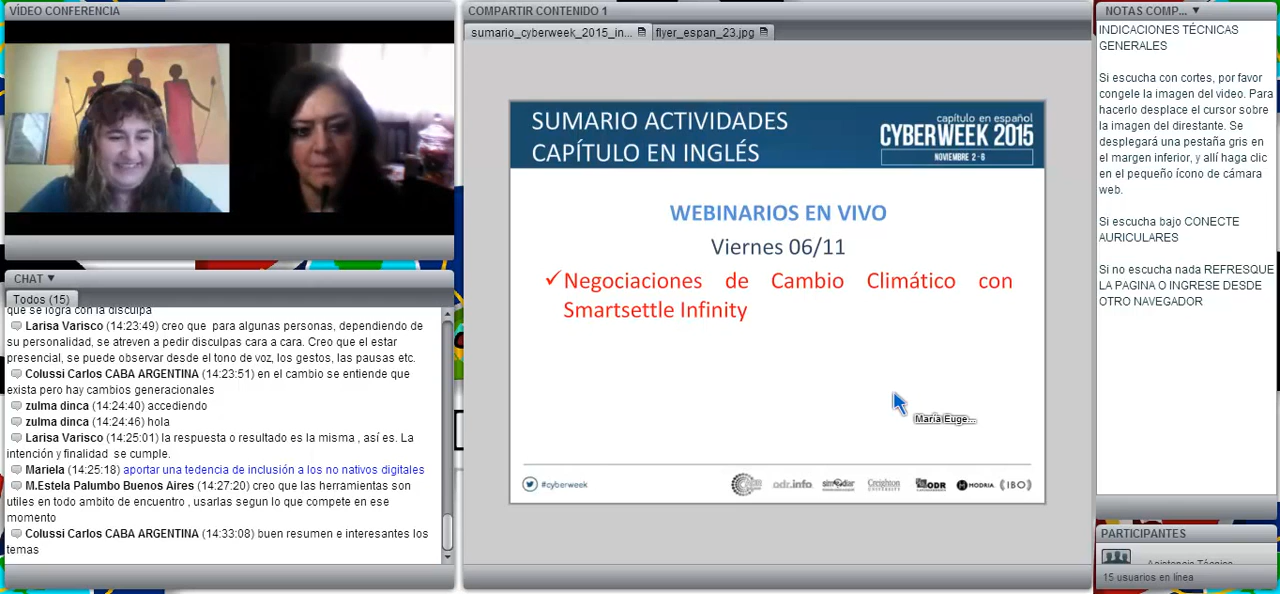 VÍDEO CONFERENCIA
CHAT
Todos (15)
que se logra con la disculpa
Larisa Varisco (14:23:49) creo que para algunas personas, dependiendo de
su personalidad, se atreven a pedir disculpas cara a cara. Creo que el estar
presencial, se puede observar desde el tono de voz, los gestos, las pausas etc.
Colussi Carlos CABA ARGENTINA (14:23:51) en el cambio se entiende que
exista pero hay cambios generacionales
zulma dinca (14:24:40) accediendo
zulma dinca (14:24:46) hola
Larisa Varisco (14:25:01) la respuesta o resultado es la misma , así es. La
intención y finalidad se cumple.
Mariela (14:25:18) aportar una tedencia de inclusión a los no nativos digitales
M.Estela Palumbo Buenos Aires (14:27:20) creo que las herramientas son
utiles en todo ambito de encuentro , usarlas segun lo que compete en ese
momento
Colussi Carlos CABA ARGENTINA (14:33:08) buen resumen e interesantes los
temas
COMPARTIR CONTENIDO 1
sumario_cyberweek_2015_in... flyer_espan_23.jpg
SUMARIO ACTIVIDADES
CAPÍTULO EN INGLÉS
capítulo en español
CYBERWEEK 2015
NOVIEMBRE 2-6
WEBINARIOS EN VIVO
Viernes 06/11
✓Negociaciones de Cambio Climático con
Smartsettle Infinity
María Euge...
#cyberweek
odr.info simediar Creighton UNIVERSITY ODR MODRIA (IBO)
NOTAS COMP...
INDICACIONES TÉCNICAS
GENERALES
Si escucha con cortes, por favor
congele la imagen del video. Para
hacerlo desplace el cursor sobre
la imagen del direstante. Se
desplegará una pestaña gris en
el margen inferior, y allí haga clic
en el pequeño ícono de cámara
web.
Si escucha bajo CONECTE
AURICULARES
Si no escucha nada REFRESQUE
LA PAGINA O INGRESE DESDE
OTRO NAVEGADOR
PARTICIPANTES
Asistencia Técnica
15 usuarios en línea